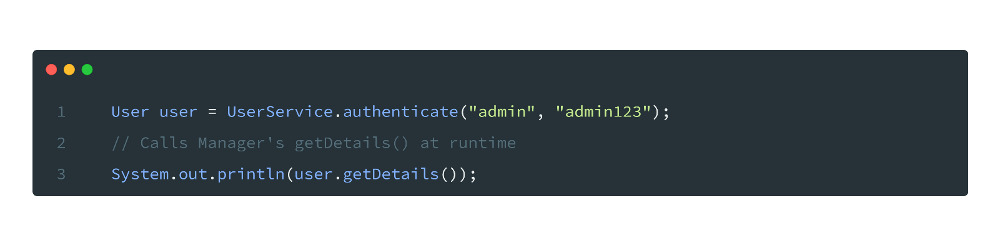 1 User user = UserService.authenticate("admin", "admin123");
2 // Calls Manager's getDetails() at runtime
3 System.out.println(user.getDetails());